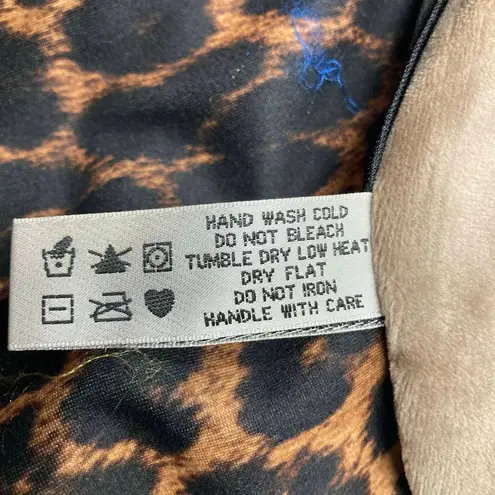 HAND WASH COLD
DO NOT BLEACH
TUMBLE DRY LOW HEAT
DRY FLAT
DO NOT IRON
HANDLE WITH CARE